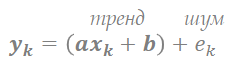 тренд шум
yₖ = (axₖ + b) + eₖ